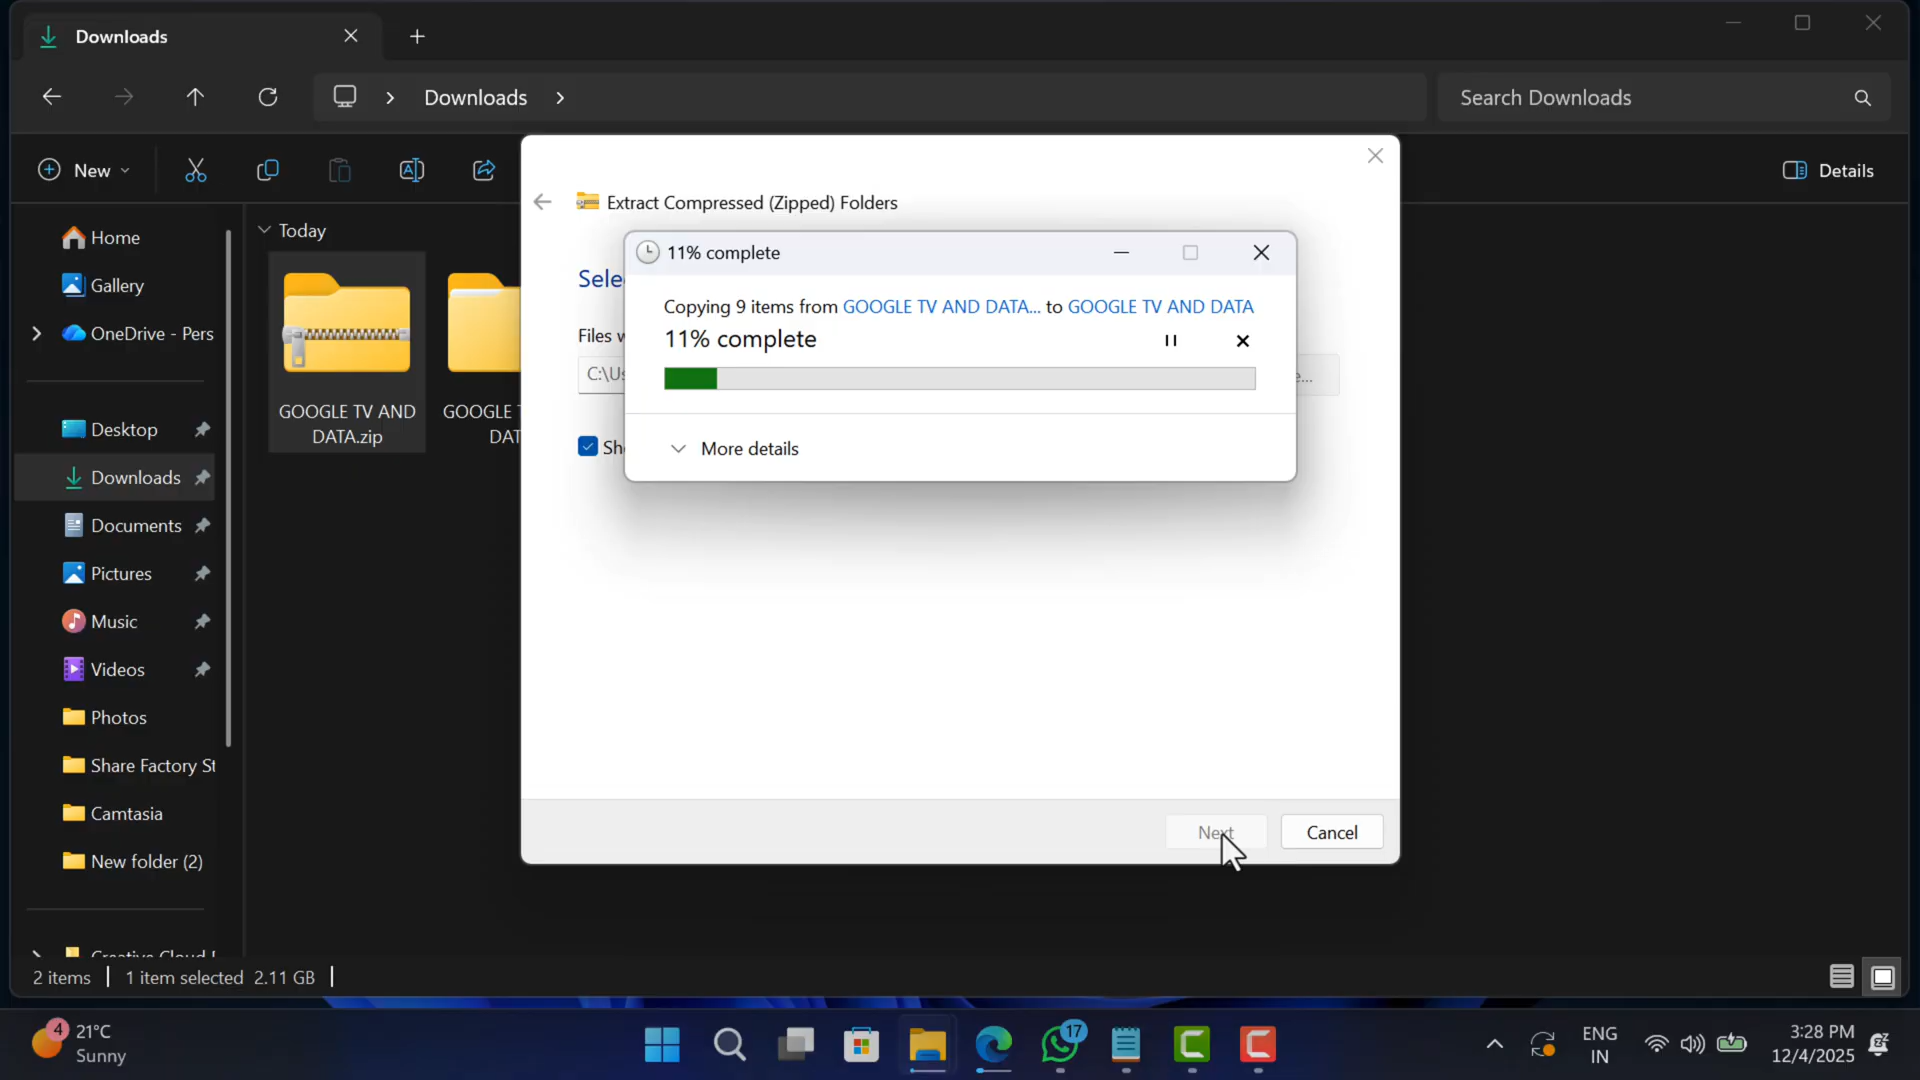 Downloads
Downloads
Search Downloads
New
Details
Home
Gallery
OneDrive - Pers
Desktop
Downloads
Documents
Pictures
Music
Videos
Photos
Share Factory St
Camtasia
New folder (2)
Today
GOOGLE TV AND
DATA.zip
GOOGLE
DAT
Extract Compressed (Zipped) Folders
Sele
Files w
C:\Us
e...
Sh
11% complete
Copying 9 items from GOOGLE TV AND DATA... to GOOGLE TV AND DATA
11% complete
More details
Next
Cancel
2 items
1 item selected 2.11 GB
4
21°C
Sunny
17
ENG
IN
3:28 PM
12/4/2025